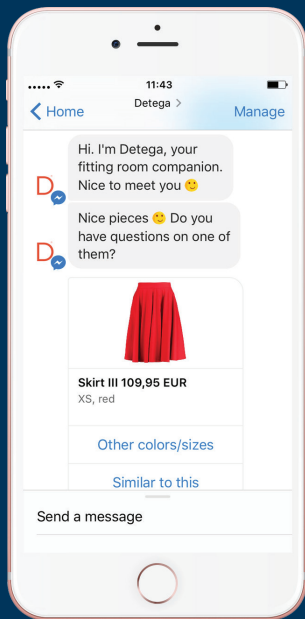 11:43
Home
Detega >
Manage
Hi. I'm Detega, your
fitting room companion.
Nice to meet you 🙂
D
Nice pieces 🙂 Do you
have questions on one of
them?
D
Skirt III 109,95 EUR
XS, red
Other colors/sizes
Similar to this
Send a message